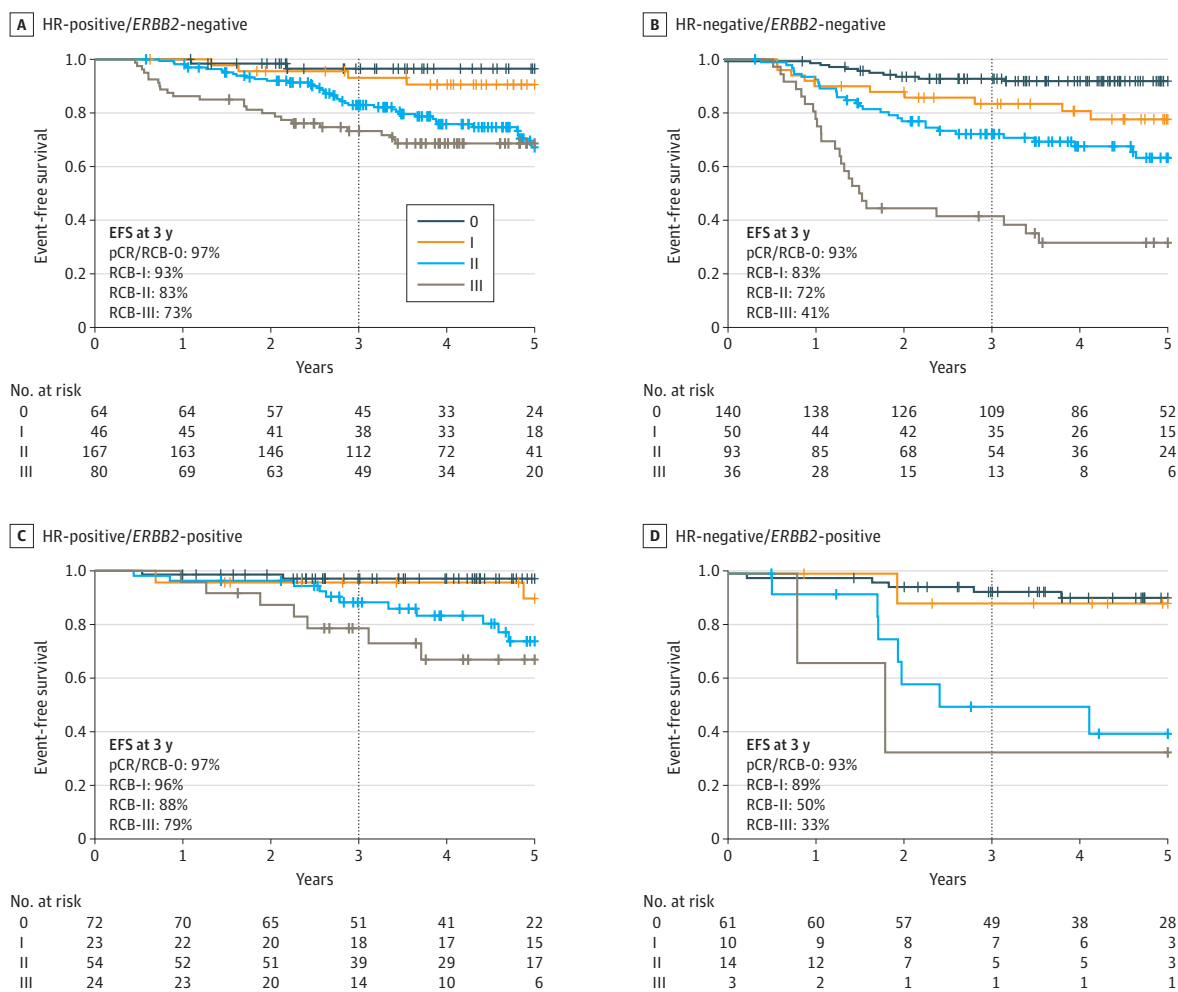 A HR-positive/ERBB2-negative
Event-free survival
1.0
0.8
0.6
0.4
0.2
0
EFS at 3 y
pCR/RCB-0: 97%
RCB-I: 93%
RCB-II: 83%
RCB-III: 73%
0
I
II
III
0 1 2 3 4 5
Years
No. at risk
0 64 64 57 45 33 24
I 46 45 41 38 33 18
II 167 163 146 112 72 41
III 80 69 63 49 34 20
B HR-negative/ERBB2-negative
Event-free survival
1.0
0.8
0.6
0.4
0.2
0
EFS at 3 y
pCR/RCB-0: 93%
RCB-I: 83%
RCB-II: 72%
RCB-III: 41%
0 1 2 3 4 5
Years
No. at risk
0 140 138 126 109 86 52
I 50 44 42 35 26 15
II 93 85 68 54 36 24
III 36 28 15 13 8 6
C HR-positive/ERBB2-positive
Event-free survival
1.0
0.8
0.6
0.4
0.2
0
EFS at 3 y
pCR/RCB-0: 97%
RCB-I: 96%
RCB-II: 88%
RCB-III: 79%
0 1 2 3 4 5
Years
No. at risk
0 72 70 65 51 41 22
I 23 22 20 18 17 15
II 54 52 51 39 29 17
III 24 23 20 14 10 6
D HR-negative/ERBB2-positive
Event-free survival
1.0
0.8
0.6
0.4
0.2
0
EFS at 3 y
pCR/RCB-0: 93%
RCB-I: 89%
RCB-II: 50%
RCB-III: 33%
0 1 2 3 4 5
Years
No. at risk
0 61 60 57 49 38 28
I 10 9 8 7 6 3
II 14 12 7 5 5 3
III 3 2 1 1 1 1